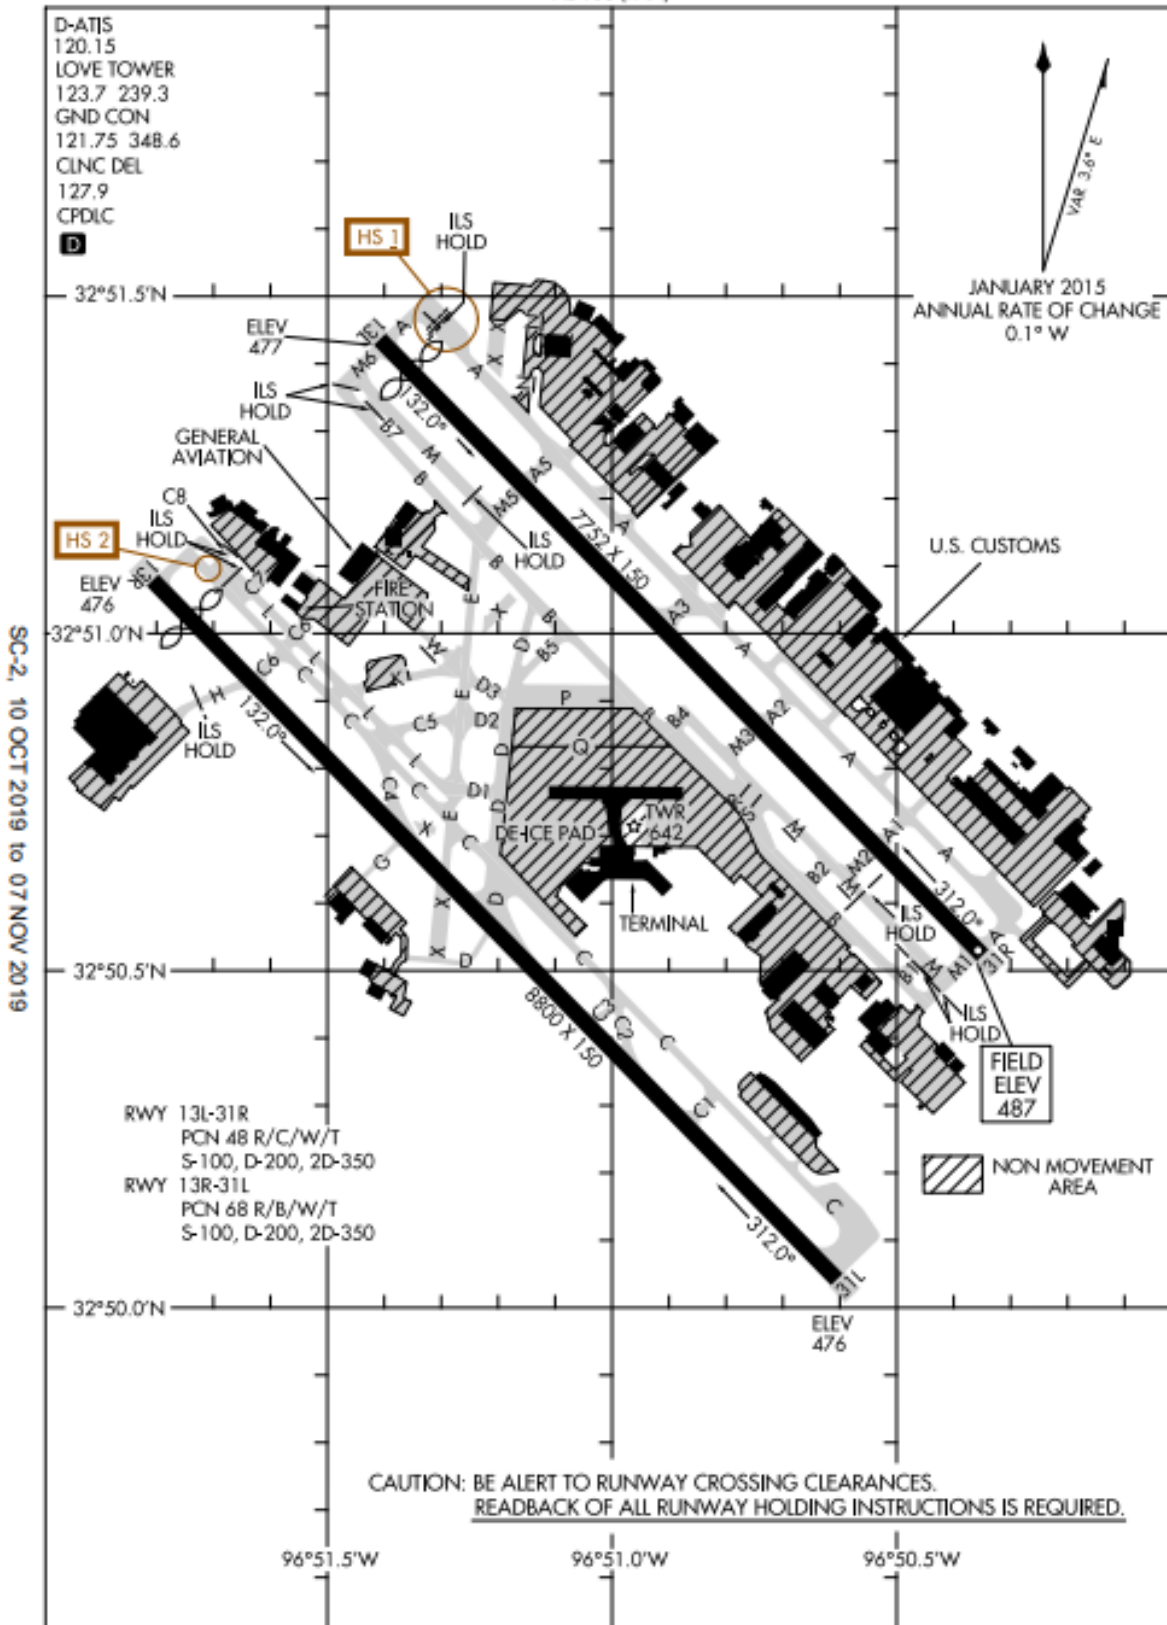 D-ATIS
120.15
LOVE TOWER
123.7 239.3
GND CON
121.75 348.6
CLNC DEL
127.9
CPDLC
D
VAR 3.6° E
JANUARY 2015
ANNUAL RATE OF CHANGE
0.1° W
HS 1
ILS
HOLD
32°51.5'N
ELEV
477
13L
A
L
X
X
A
M6
ILS
HOLD
132.0°
B7
M
B
GENERAL
AVIATION
A5
M5
A
C8
ILS
HOLD
HS 2
ILS
HOLD
7752 X 150
U.S. CUSTOMS
B
13R
ELEV
476
C7
L
FIRE
STATION
E
X
B
A3
32°51.0'N
C6
L
W
D
B5
A
C6
C
H
K
E
D3
P
132.0°
C
L
C5
D2
B
B4
A2
ILS
HOLD
D
Q
M3
A
L
C
C4
X
E
D1
D
DE-ICE PAD
TWR
642
B3
M
A1
A
G
C
B2
M2
M
312.0°
X
D
TERMINAL
B
ILS
HOLD
A
X
D
32°50.5'N
C
B1
M
M1
31R
ILS
HOLD
8800 X 150
C3
C2
C
FIELD
ELEV
487
C1
RWY 13L-31R
PCN 48 R/C/W/T
S-100, D-200, 2D-350
RWY 13R-31L
PCN 68 R/B/W/T
S-100, D-200, 2D-350
NON MOVEMENT
AREA
C
312.0°
31L
32°50.0'N
ELEV
476
CAUTION: BE ALERT TO RUNWAY CROSSING CLEARANCES.
READBACK OF ALL RUNWAY HOLDING INSTRUCTIONS IS REQUIRED.
96°51.5'W
96°51.0'W
96°50.5'W
SC-2, 10 OCT 2019 to 07 NOV 2019